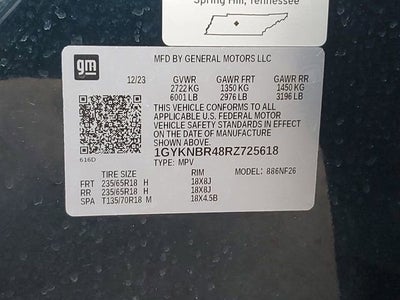 Spring Hill, Tennessee
gm
MFD BY GENERAL MOTORS LLC
12/23 GVWR GAWR FRT GAWR RR
2722 KG 1350 KG 1450 KG
6001 LB 2976 LB 3196 LB
THIS VEHICLE CONFORMS TO ALL
APPLICABLE U.S. FEDERAL MOTOR
VEHICLE SAFETY STANDARDS IN
EFFECT ON THE DATE OF
MANUFACTURE SHOWN ABOVE.
1GYKNBR48RZ725618
616D TYPE: MPV
TIRE SIZE RIM MODEL: 886NF26
FRT 235/65R18 H 18X8J
RR 235/65R18 H 18X8J
SPA T135/70R18 M 18X4.5B